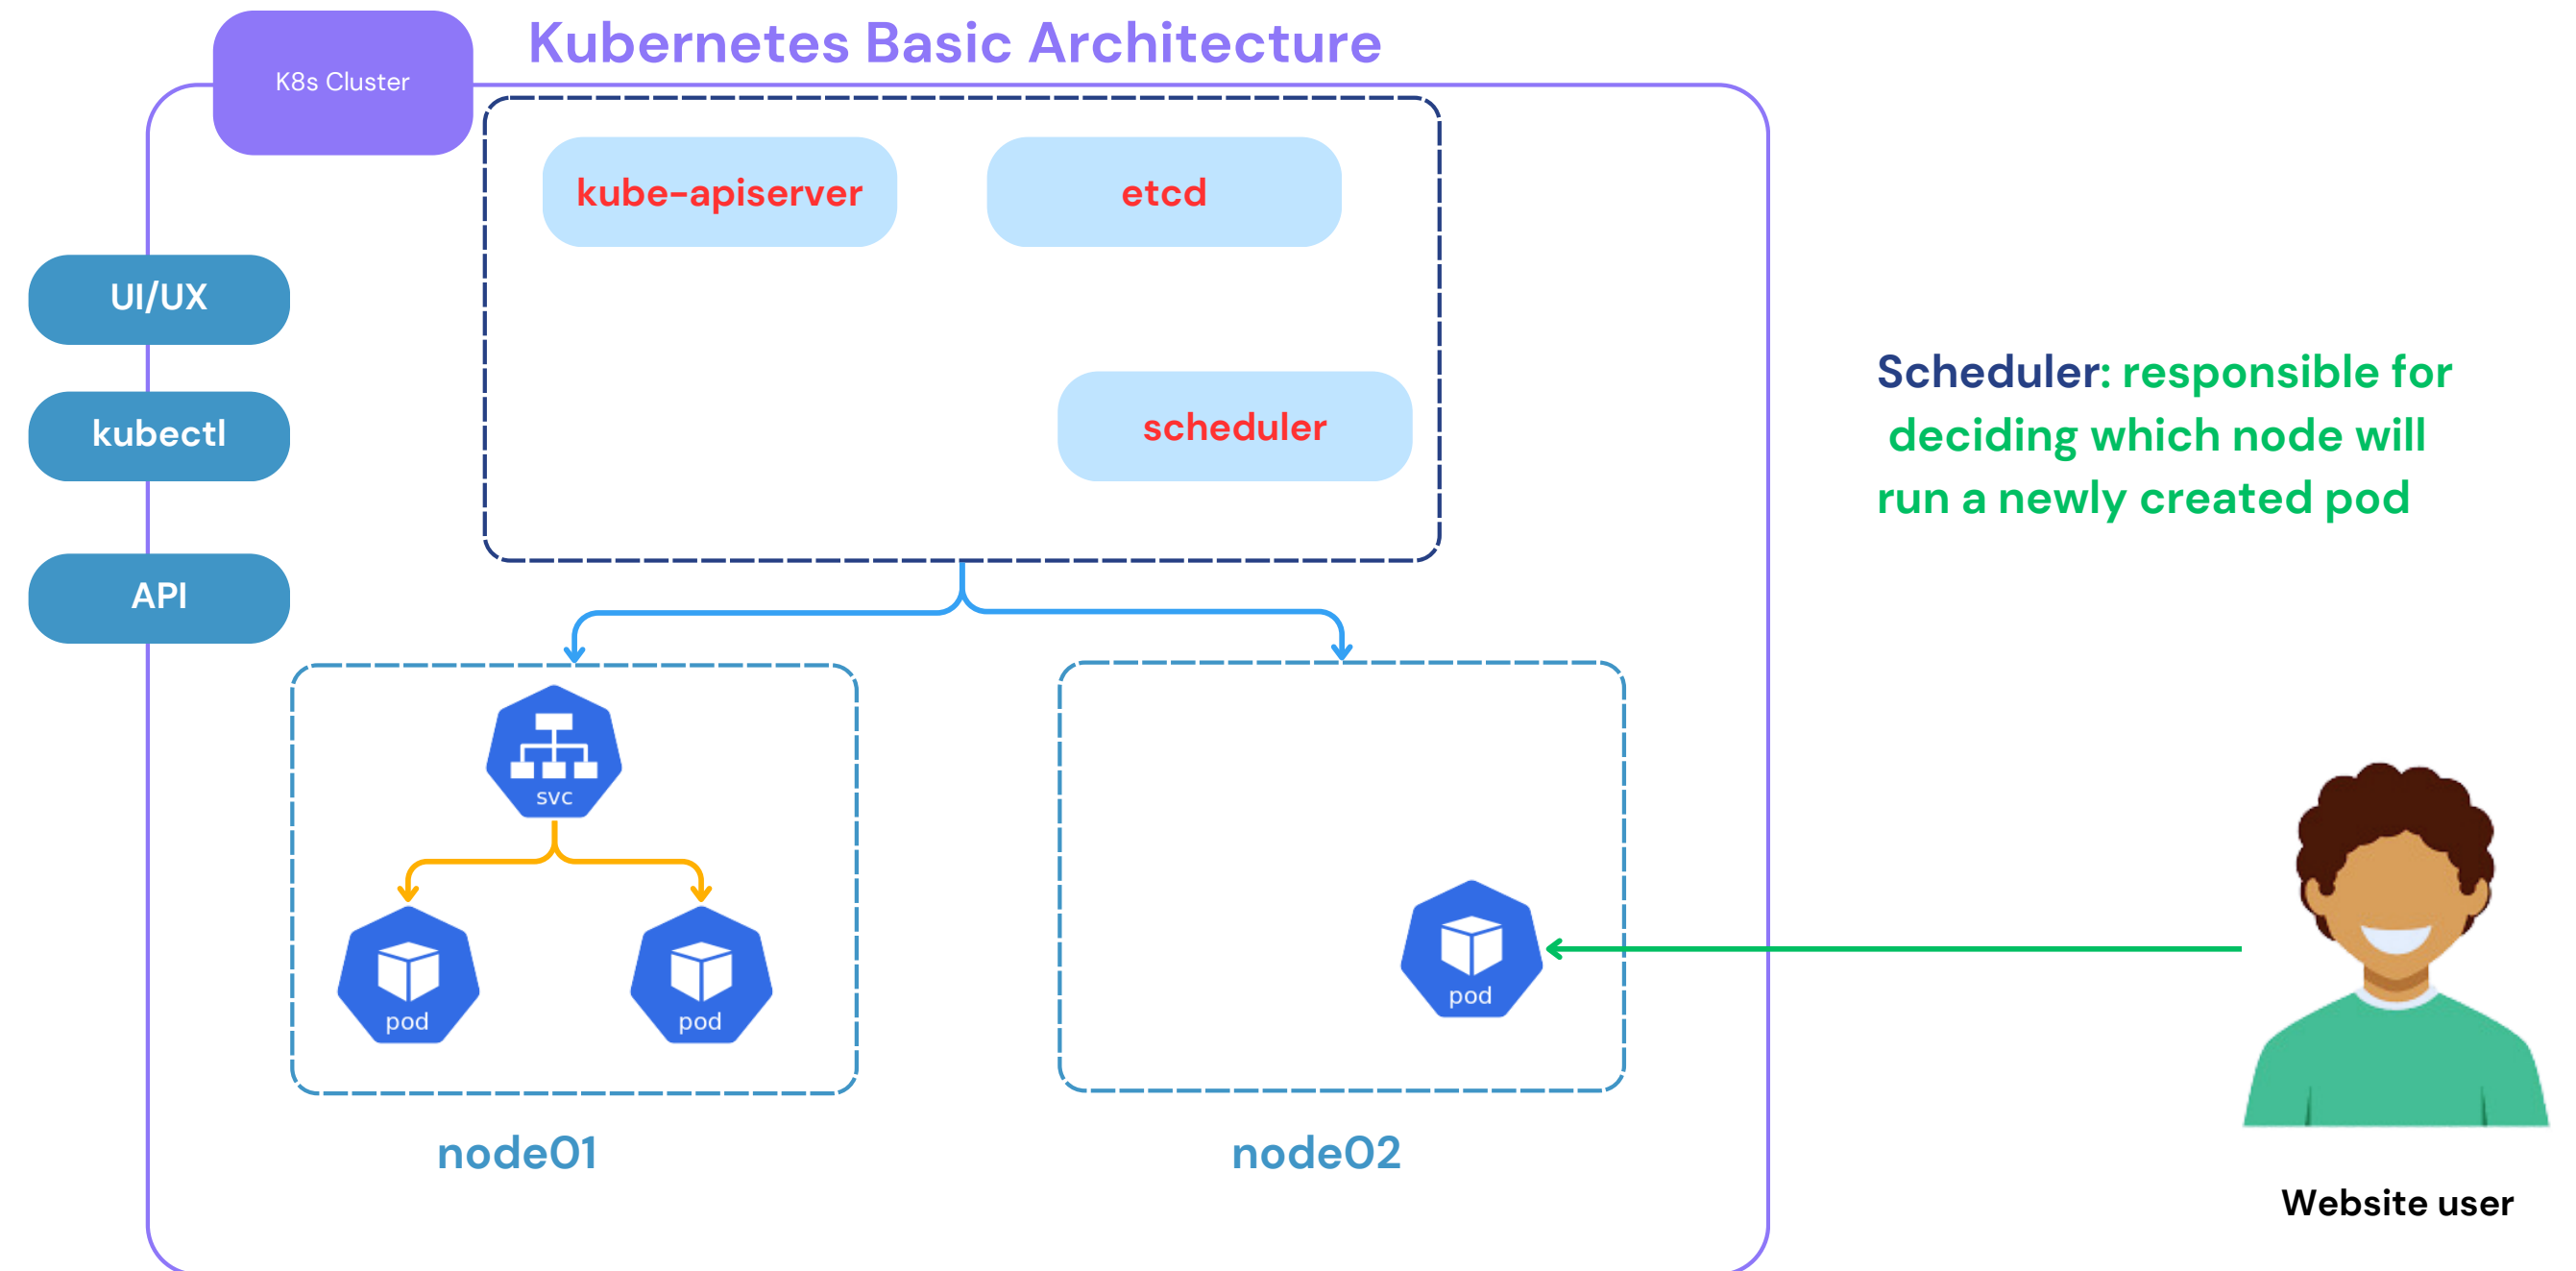 Kubernetes Basic Architecture
K8s Cluster
kube-apiserver
etcd
UI/UX
kubectl
API
scheduler
Scheduler: responsible for
deciding which node will
run a newly created pod
svc
pod
pod
pod
node01
node02
Website user